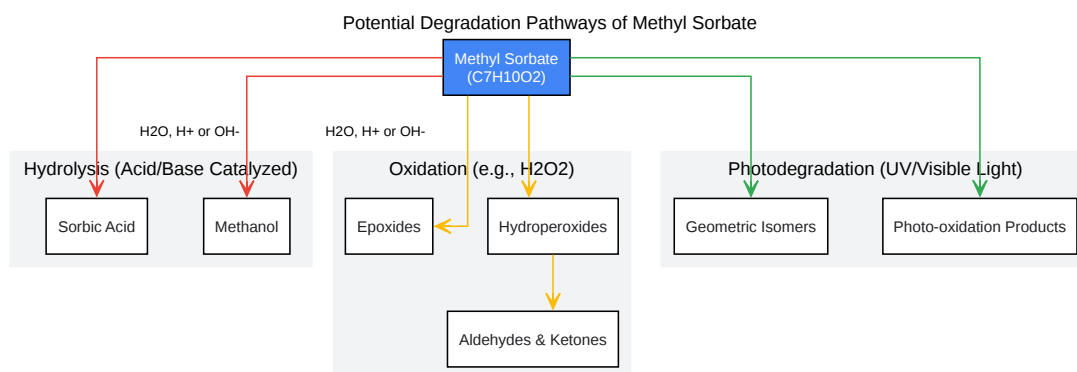 Potential Degradation Pathways of Methyl Sorbate
Methyl Sorbate
(C7H10O2)
H2O, H+ or OH-
H2O, H+ or OH-
Hydrolysis (Acid/Base Catalyzed)
Oxidation (e.g., H2O2)
Photodegradation (UV/Visible Light)
Sorbic Acid
Methanol
Epoxides
Hydroperoxides
Geometric Isomers
Photo-oxidation Products
Aldehydes & Ketones